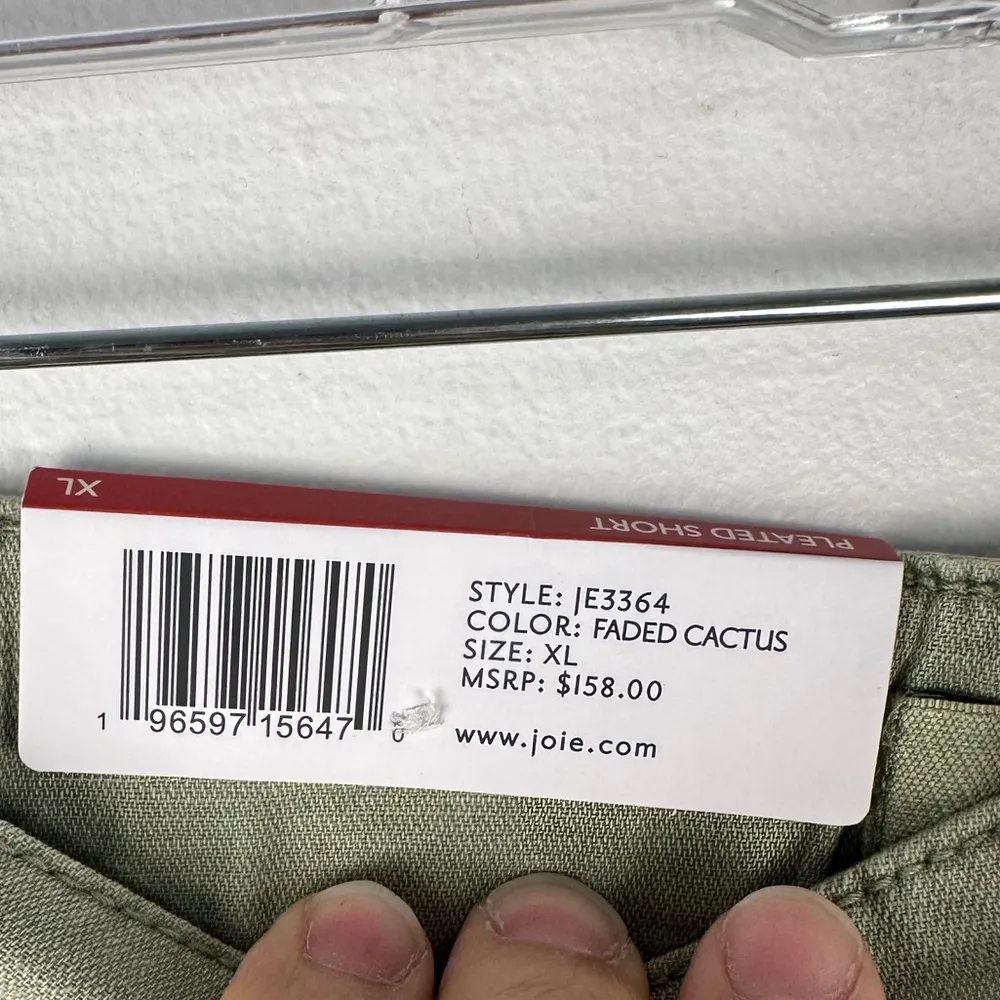 XL PLEATED SHORT
STYLE: JE3364
COLOR: FADED CACTUS
SIZE: XL
MSRP: $158.00
www.joie.com
1 96597 15647 0